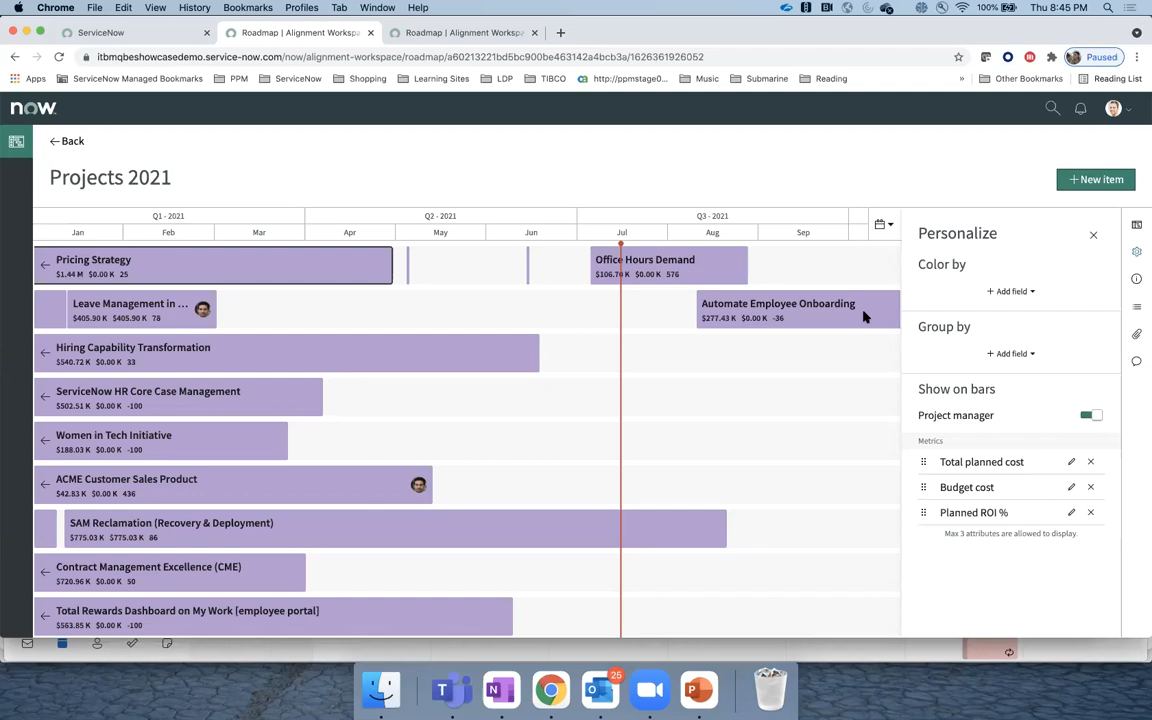 Chrome File Edit View History Bookmarks Profiles Tab Window Help 100% Thu 8:45 PM
ServiceNow × Roadmap | Alignment Workspa × Roadmap | Alignment Workspa × +
itbmqbeshowcasedemo.service-now.com/now/alignment-workspace/roadmap/a60213221bd5bc900bc4ecbc0a4bcb3a/1626361926052 Paused
Apps ServiceNow Managed Bookmarks PPM ServiceNow Shopping Learning Sites LDP TIBCO http://ppmstage0... Music Submarine Reading » Other Bookmarks Reading List
now.
Back
Projects 2021
+ New item
Q1 - 2021 Q2 - 2021 Q3 - 2021
Jan Feb Mar Apr May Jun Jul Aug Sep
Pricing Strategy
$1.44 M $0.00 K 25
Office Hours Demand
$0.00 K 576
Leave Management in ...
$405.90 K $405.90 K 78
Automate Employee Onboarding
$277.43 K $0.00 K -36
Hiring Capability Transformation
$540.72 K $0.00 K 33
ServiceNow HR Core Case Management
$502.51 K $0.00 K -100
Women in Tech Initiative
$188.03 K $0.00 K -100
ACME Customer Sales Product
$42.83 K $0.00 K 436
SAM Reclamation (Recovery & Deployment)
$775.03 K $775.03 K 86
Contract Management Excellence (CME)
$720.96 K $0.00 K 50
Total Rewards Dashboard on My Work [employee portal]
$563.85 K $0.00 K -100
Personalize
Color by
+ Add field
Group by
+ Add field
Show on bars
Project manager
Metrics
Total planned cost
Budget cost
Planned ROI %
Max 3 attributes are allowed to display.
25